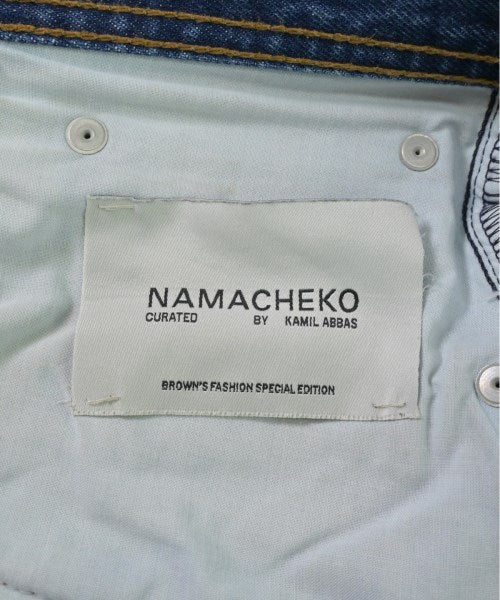 NAMACHEKO
CURATED BY KAMIL ABBAS
BROWN'S FASHION SPECIAL EDITION